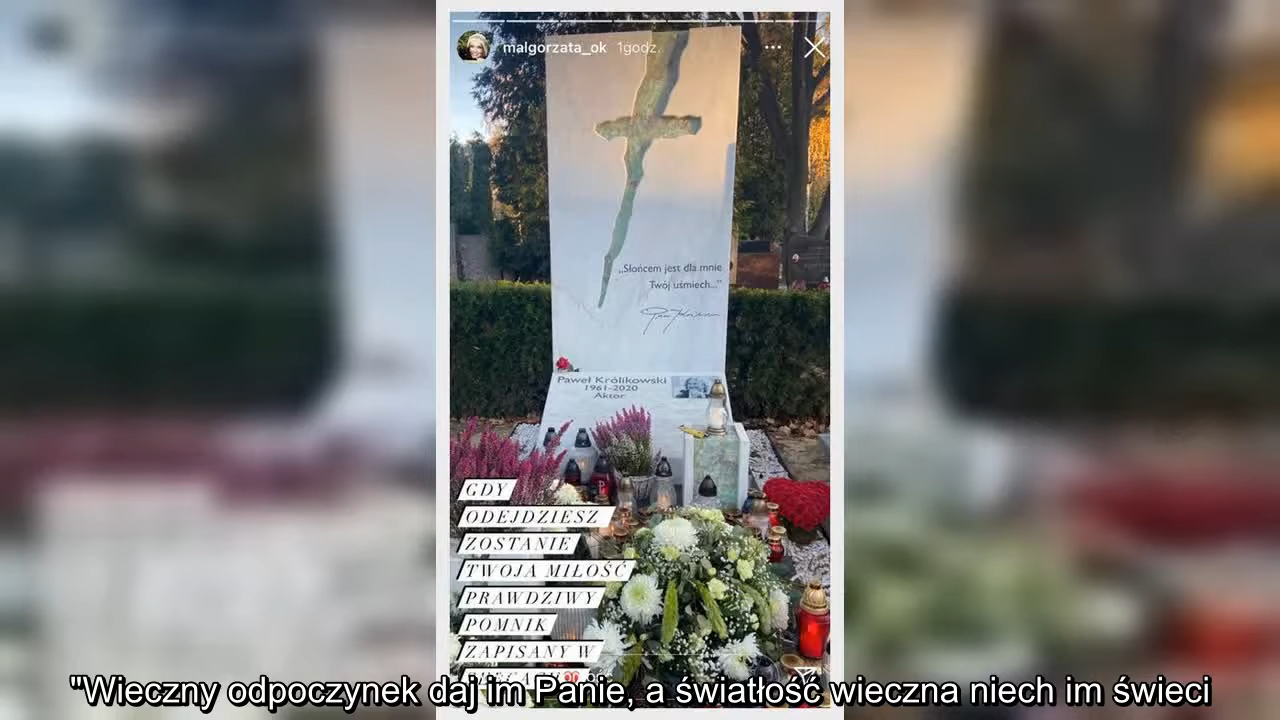 malgorzata_ok 1godz.
„Słońcem jest dla mnie
Twój uśmiech..."
Paweł Królikowski
1961-2020
Aktor
GDY
ODEJDZIESZ
ZOSTANIE
TWOJA MIŁOŚĆ
PRAWDZIWY
POMNIK
ZAPISANY W
"Wieczny odpoczynek daj im Panie, a światłość wieczna niech im świeci